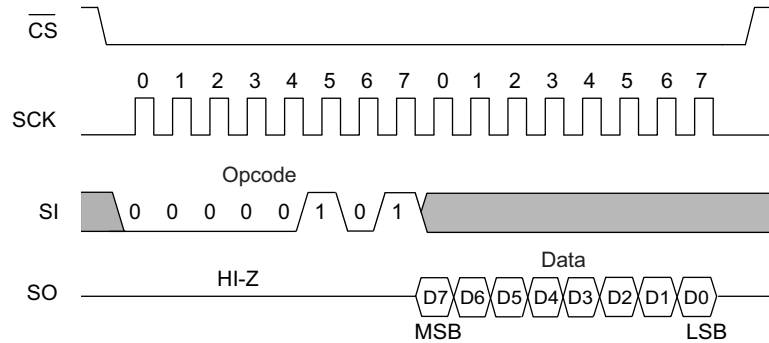 CS
0 1 2 3 4 5 6 7 0 1 2 3 4 5 6 7
SCK
Opcode
SI 0 0 0 0 0 1 0 1
Data
HI-Z
SO D7 D6 D5 D4 D3 D2 D1 D0
MSB LSB